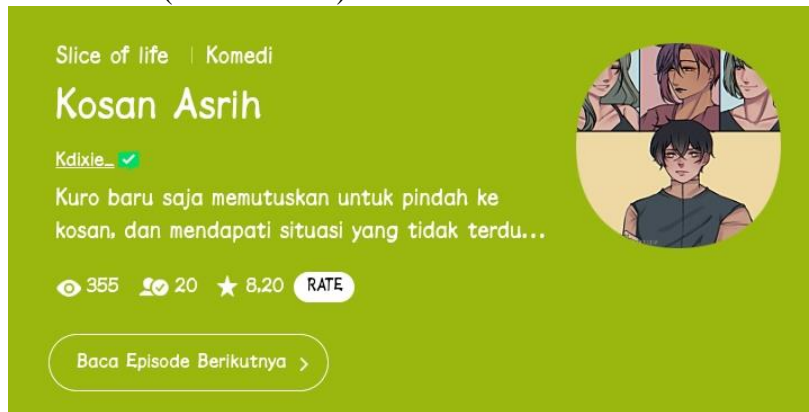 Slice of life | Komedi
Kosan Asrih
Kdixie_
Kuro baru saja memutuskan untuk pindah ke
kosan, dan mendapati situasi yang tidak terdu...
355 20 8,20 RATE
Baca Episode Berikutnya >